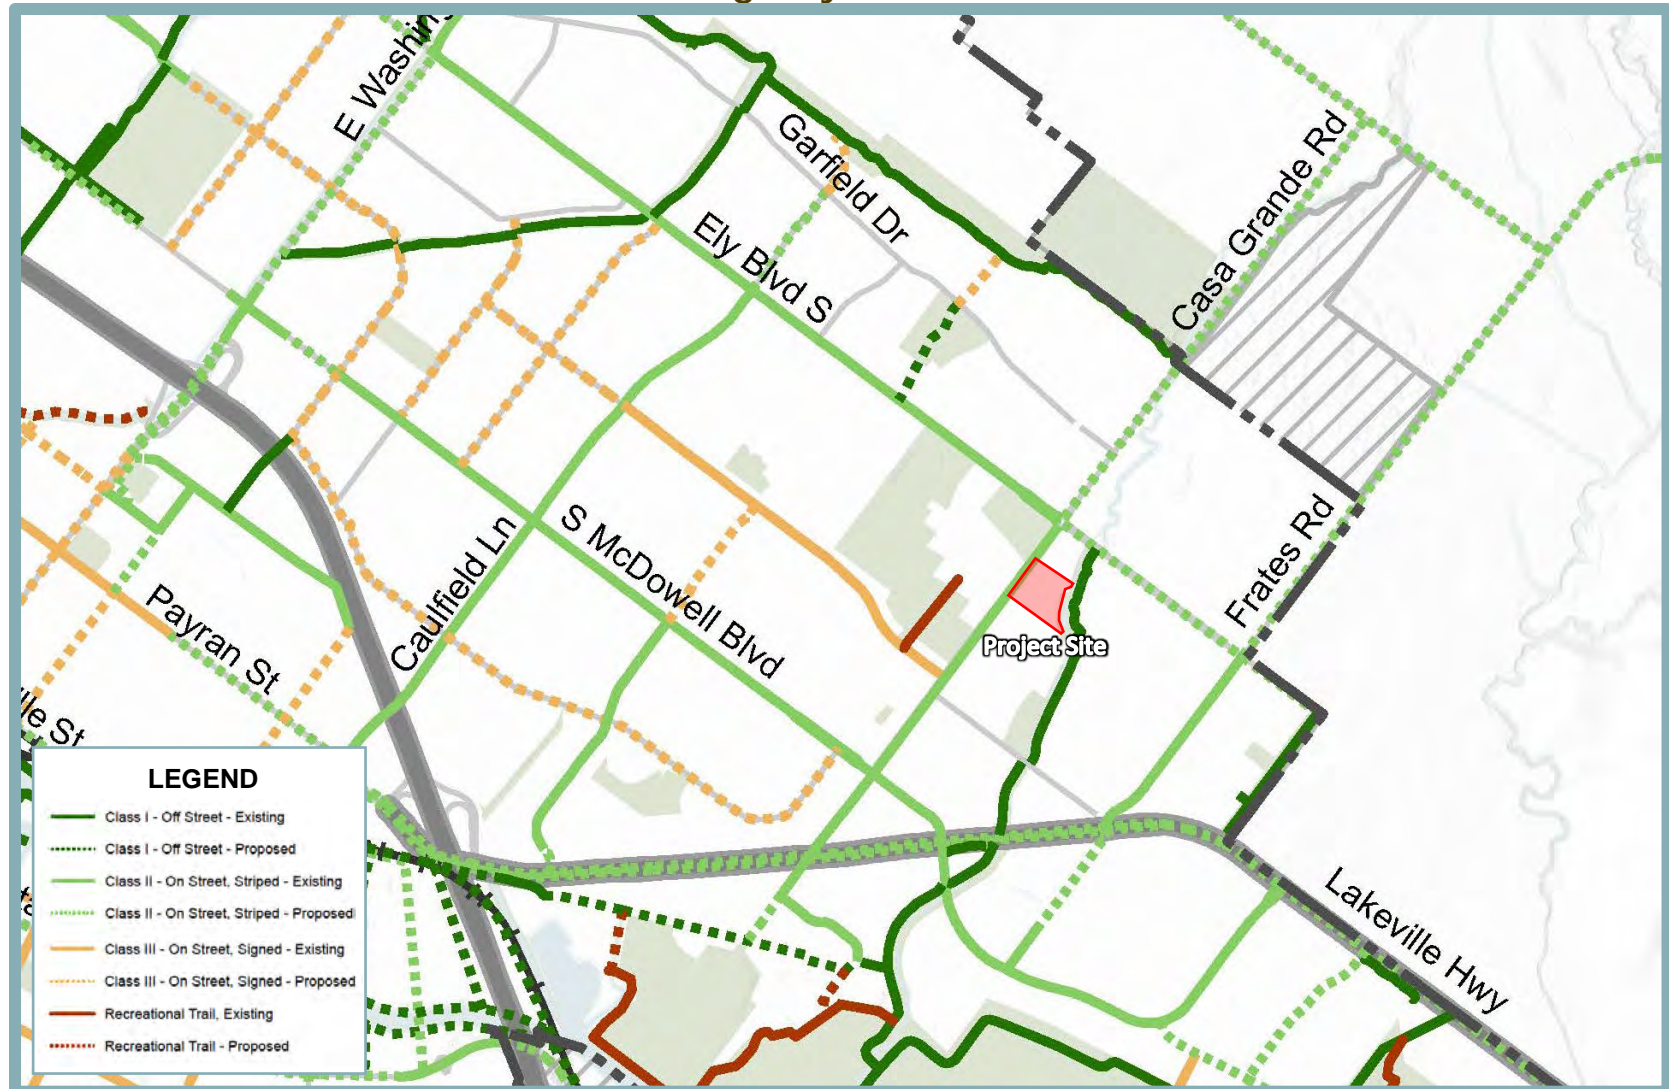 E Washing
Garfield Dr
Casa Grande Rd
Ely Blvd S
Frates Rd
Caulfield Ln
S McDowell Blvd
Project Site
Payran St
lle St
Lakeville Hwy
LEGEND
Class I - Off Street - Existing
Class I - Off Street - Proposed
Class II - On Street, Striped - Existing
Class II - On Street, Striped - Proposed
Class III - On Street, Signed - Existing
Class III - On Street, Signed - Proposed
Recreational Trail, Existing
Recreational Trail - Proposed